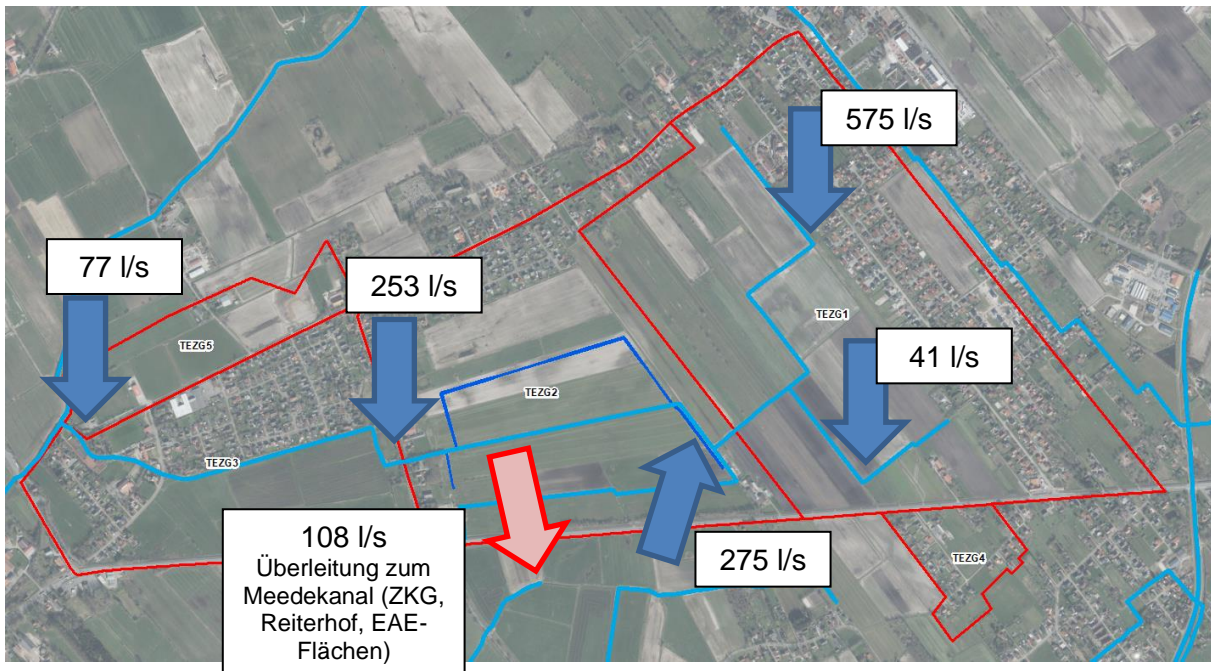 575 l/s
77 l/s
253 l/s
TEZG1
TEZG5
41 l/s
TEZG2
TEZG3
108 l/s
Überleitung zum
Meedekanal (ZKG,
Reiterhof, EAE-
Flächen)
275 l/s
TEZG4